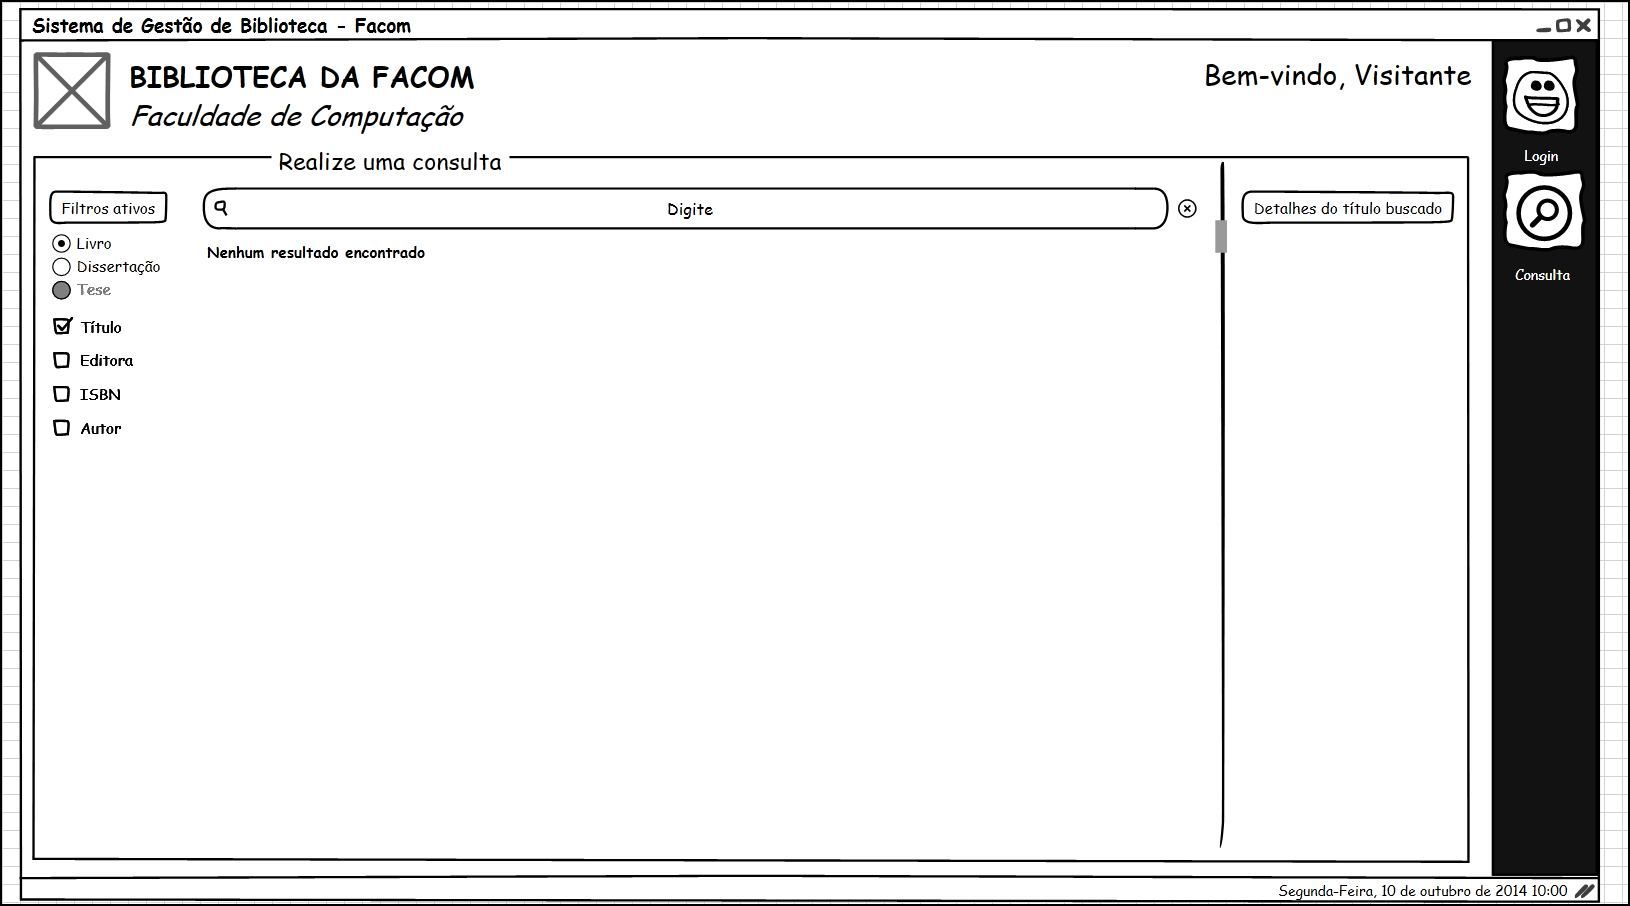 Sistema de Gestão de Biblioteca - Facom
BIBLIOTECA DA FACOM
Faculdade de Computação
Bem-vindo, Visitante
Login
Consulta
Realize uma consulta
Filtros ativos
Livro
Dissertação
Tese
Título
Editora
ISBN
Autor
Digite
Nenhum resultado encontrado
Detalhes do título buscado
Segunda-Feira, 10 de outubro de 2014 10:00